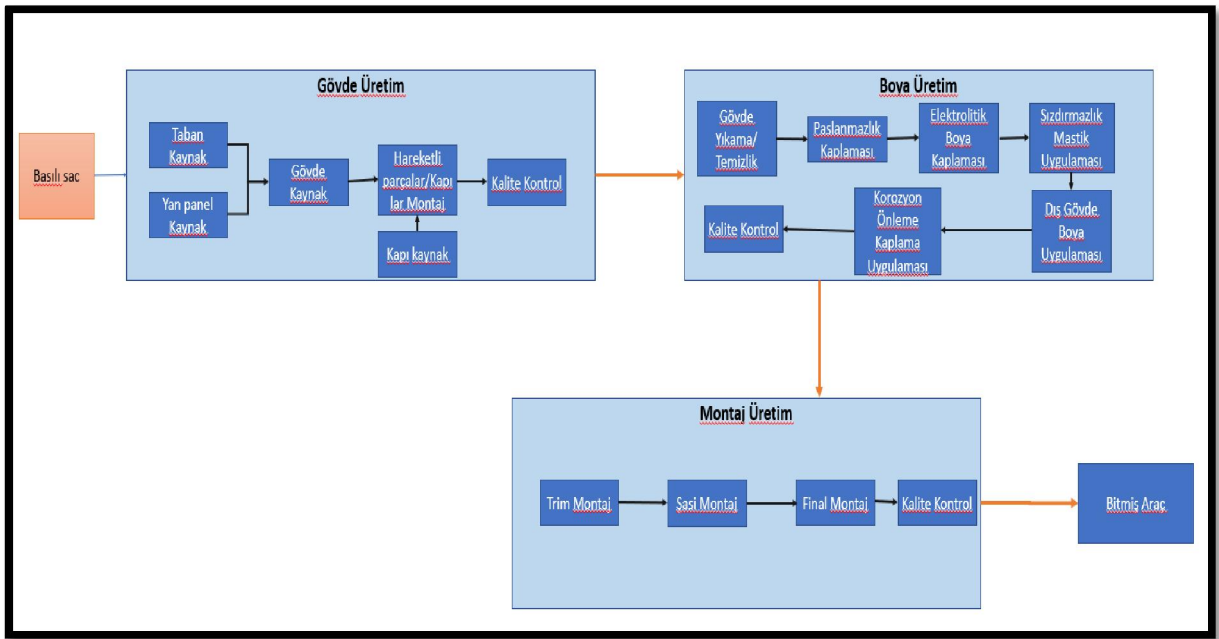 Gövde Üretim
Basılı sac
Taban
Kaynak
Yan panel
Kaynak
Gövde
Kaynak
Hareketli
parçalar/Kapı
lar Montaj
Kapı kaynak
Kalite Kontrol
Boya Üretim
Gövde
Yıkama/
Temizlik
Paslanmazlık
Kaplaması
Elektrolitik
Boya
Kaplaması
Sızdırmazlık
Mastik
Uygulaması
Dış Gövde
Boya
Uygulaması
Korozyon
Önleme
Kaplama
Uygulaması
Kalite Kontrol
Montaj Üretim
Trim Montaj
Sasi Montaj
Final Montaj
Kalite Kontrol
Bitmiş Araç